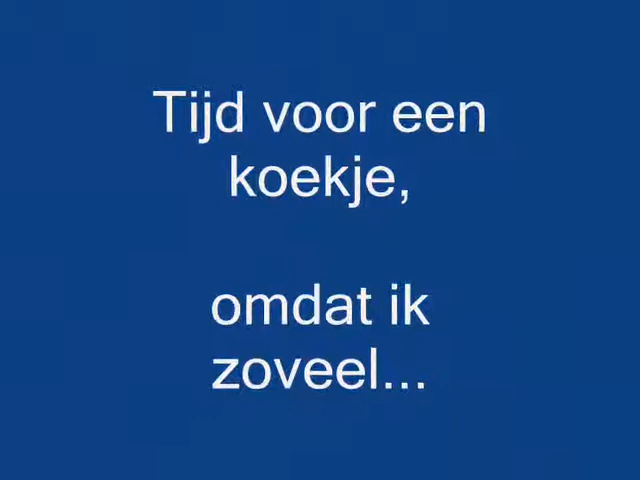 Tijd voor een
koekje,
omdat ik
zoveel...